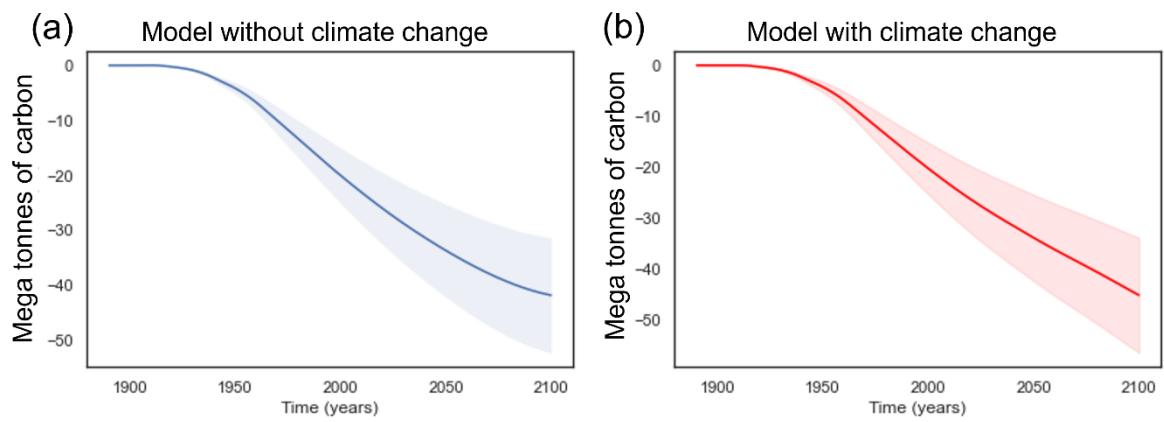 (a)
Model without climate change
Mega tonnes of carbon
0
−10
−20
−30
−40
−50
1900 1950 2000 2050 2100
Time (years)
(b)
Model with climate change
Mega tonnes of carbon
0
−10
−20
−30
−40
−50
1900 1950 2000 2050 2100
Time (years)